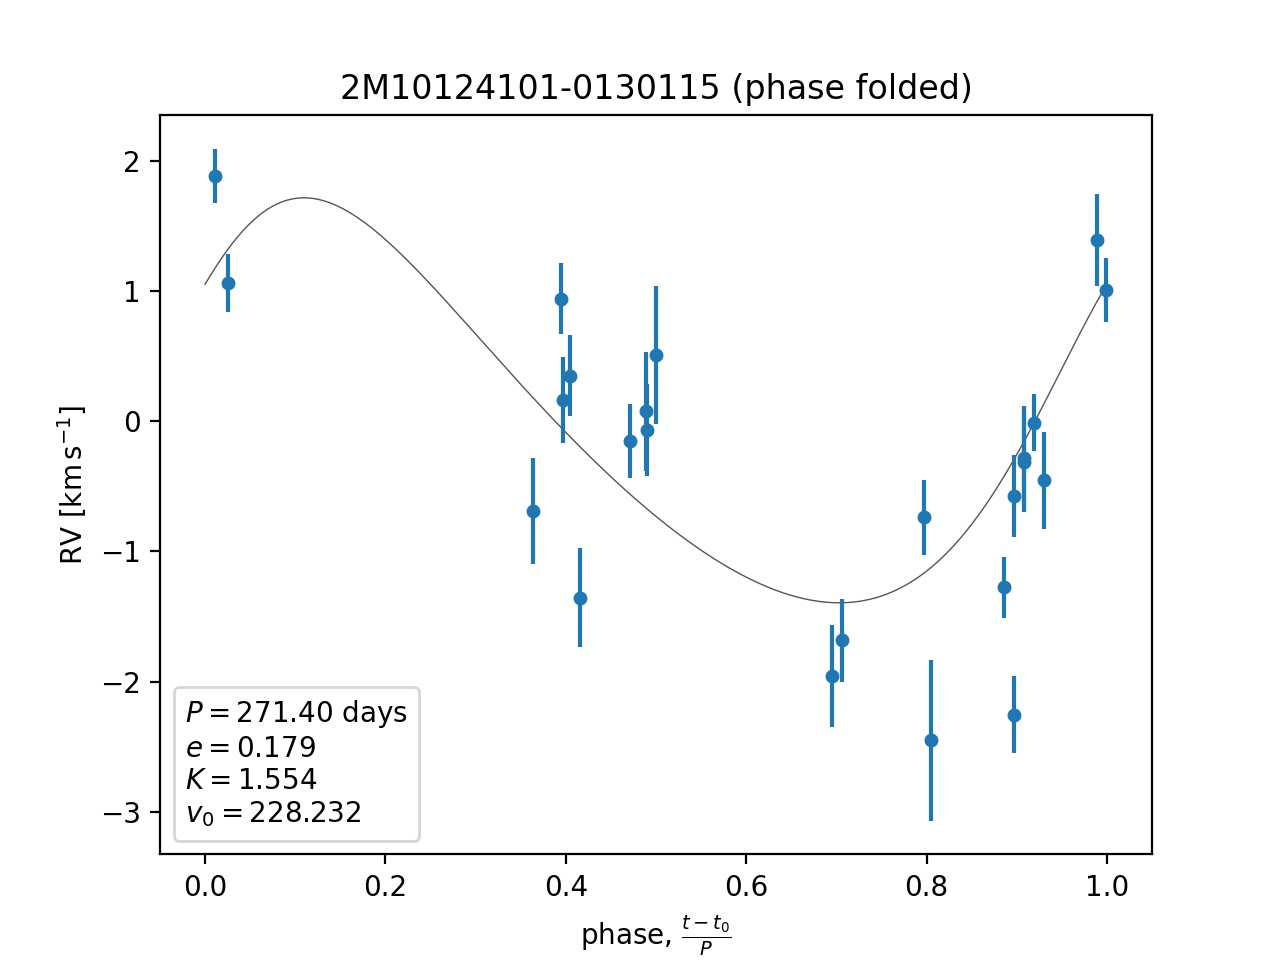 2M10124101-0130115 (phase folded)
2
1
0
−1
−2
−3
RV [km s⁻¹]
P = 271.40 days
e = 0.179
K = 1.554
v₀ = 228.232
0.0 0.2 0.4 0.6 0.8 1.0
phase, (t − t₀)/P